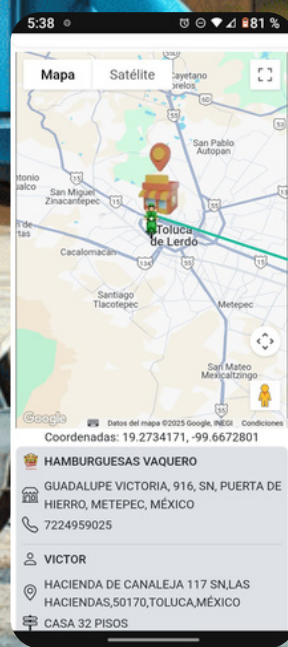 5:38
81 %
Mapa
Satélite
Cayetano
orelos
San Pablo
Autopan
San Miguel
Zinacantepec
Toluca
de Lerdo
Cacalomacán
Santiago
Tlacotepec
Metepec
San Mateo
Mexicaltzingo
Google
Datos del mapa ©2025 Google, INEGI
Condiciones
Coordenadas: 19.2734171, -99.6672801
HAMBURGUESAS VAQUERO
GUADALUPE VICTORIA, 916, SN, PUERTA DE
HIERRO, METEPEC, MÉXICO
7224959025
VICTOR
HACIENDA DE CANALEJA 117 SN,LAS
HACIENDAS,50170,TOLUCA,MÉXICO
CASA 32 PISOS